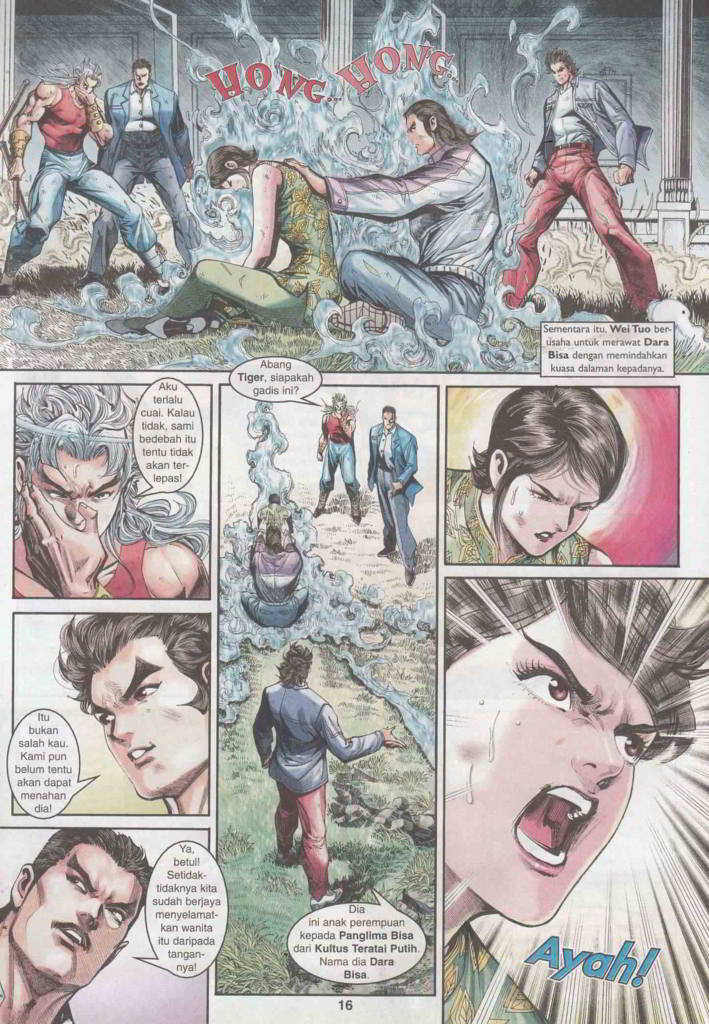 HONG... HONG...
Sementara itu, Wei Tuo ber-
usaha untuk merawat Dara
Bisa dengan memindahkan
kuasa dalaman kepadanya.
Aku
terlalu
cuai. Kalau
tidak, sami
bedebah itu
tentu tidak
akan ter-
lepas!
Itu
bukan
salah kau.
Kami pun
belum tentu
akan dapat
menahan
dia!
Ya,
betul!
Setidak-
tidaknya kita
sudah berjaya
menyelamat-
kan wanita
itu daripada
tangan-
nya!
Abang
Tiger, siapakah
gadis ini?
Dia
ini anak perempuan
kepada Panglima Bisa
dari Kultus Teratai Putih.
Nama dia Dara
Bisa.
Ayah!
16